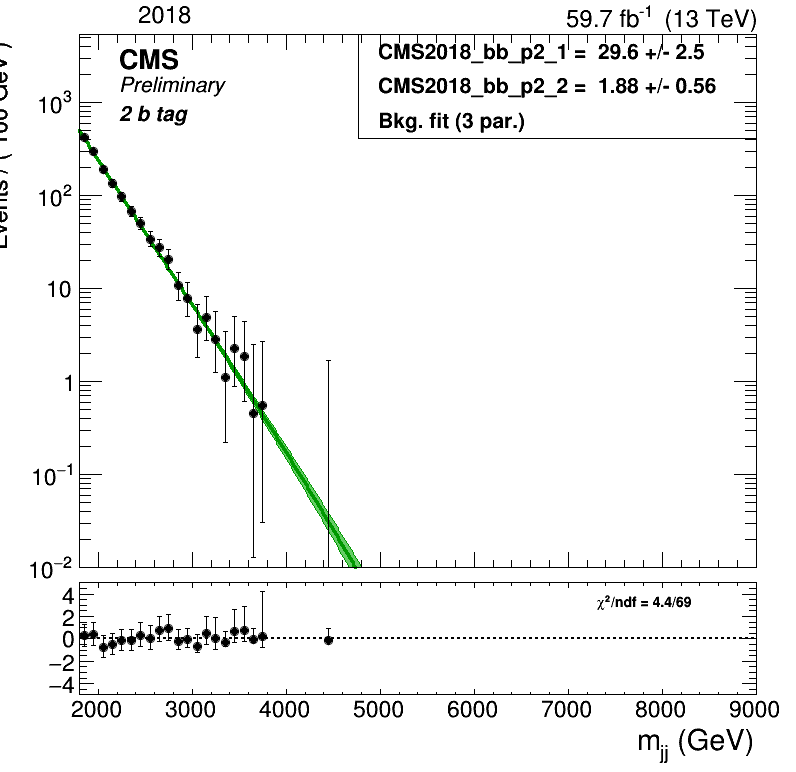 2018
59.7 fb-1 (13 TeV)
CMS
Preliminary
2 b tag
CMS2018_bb_p2_1 = 29.6 +/- 2.5
CMS2018_bb_p2_2 = 1.88 +/- 0.56
Bkg. fit (3 par.)
10³
10²
10
1
10⁻¹
10⁻²
χ²/ndf = 4.4/69
4
2
0
−2
−4
2000 3000 4000 5000 6000 7000 8000 9000
mjj (GeV)